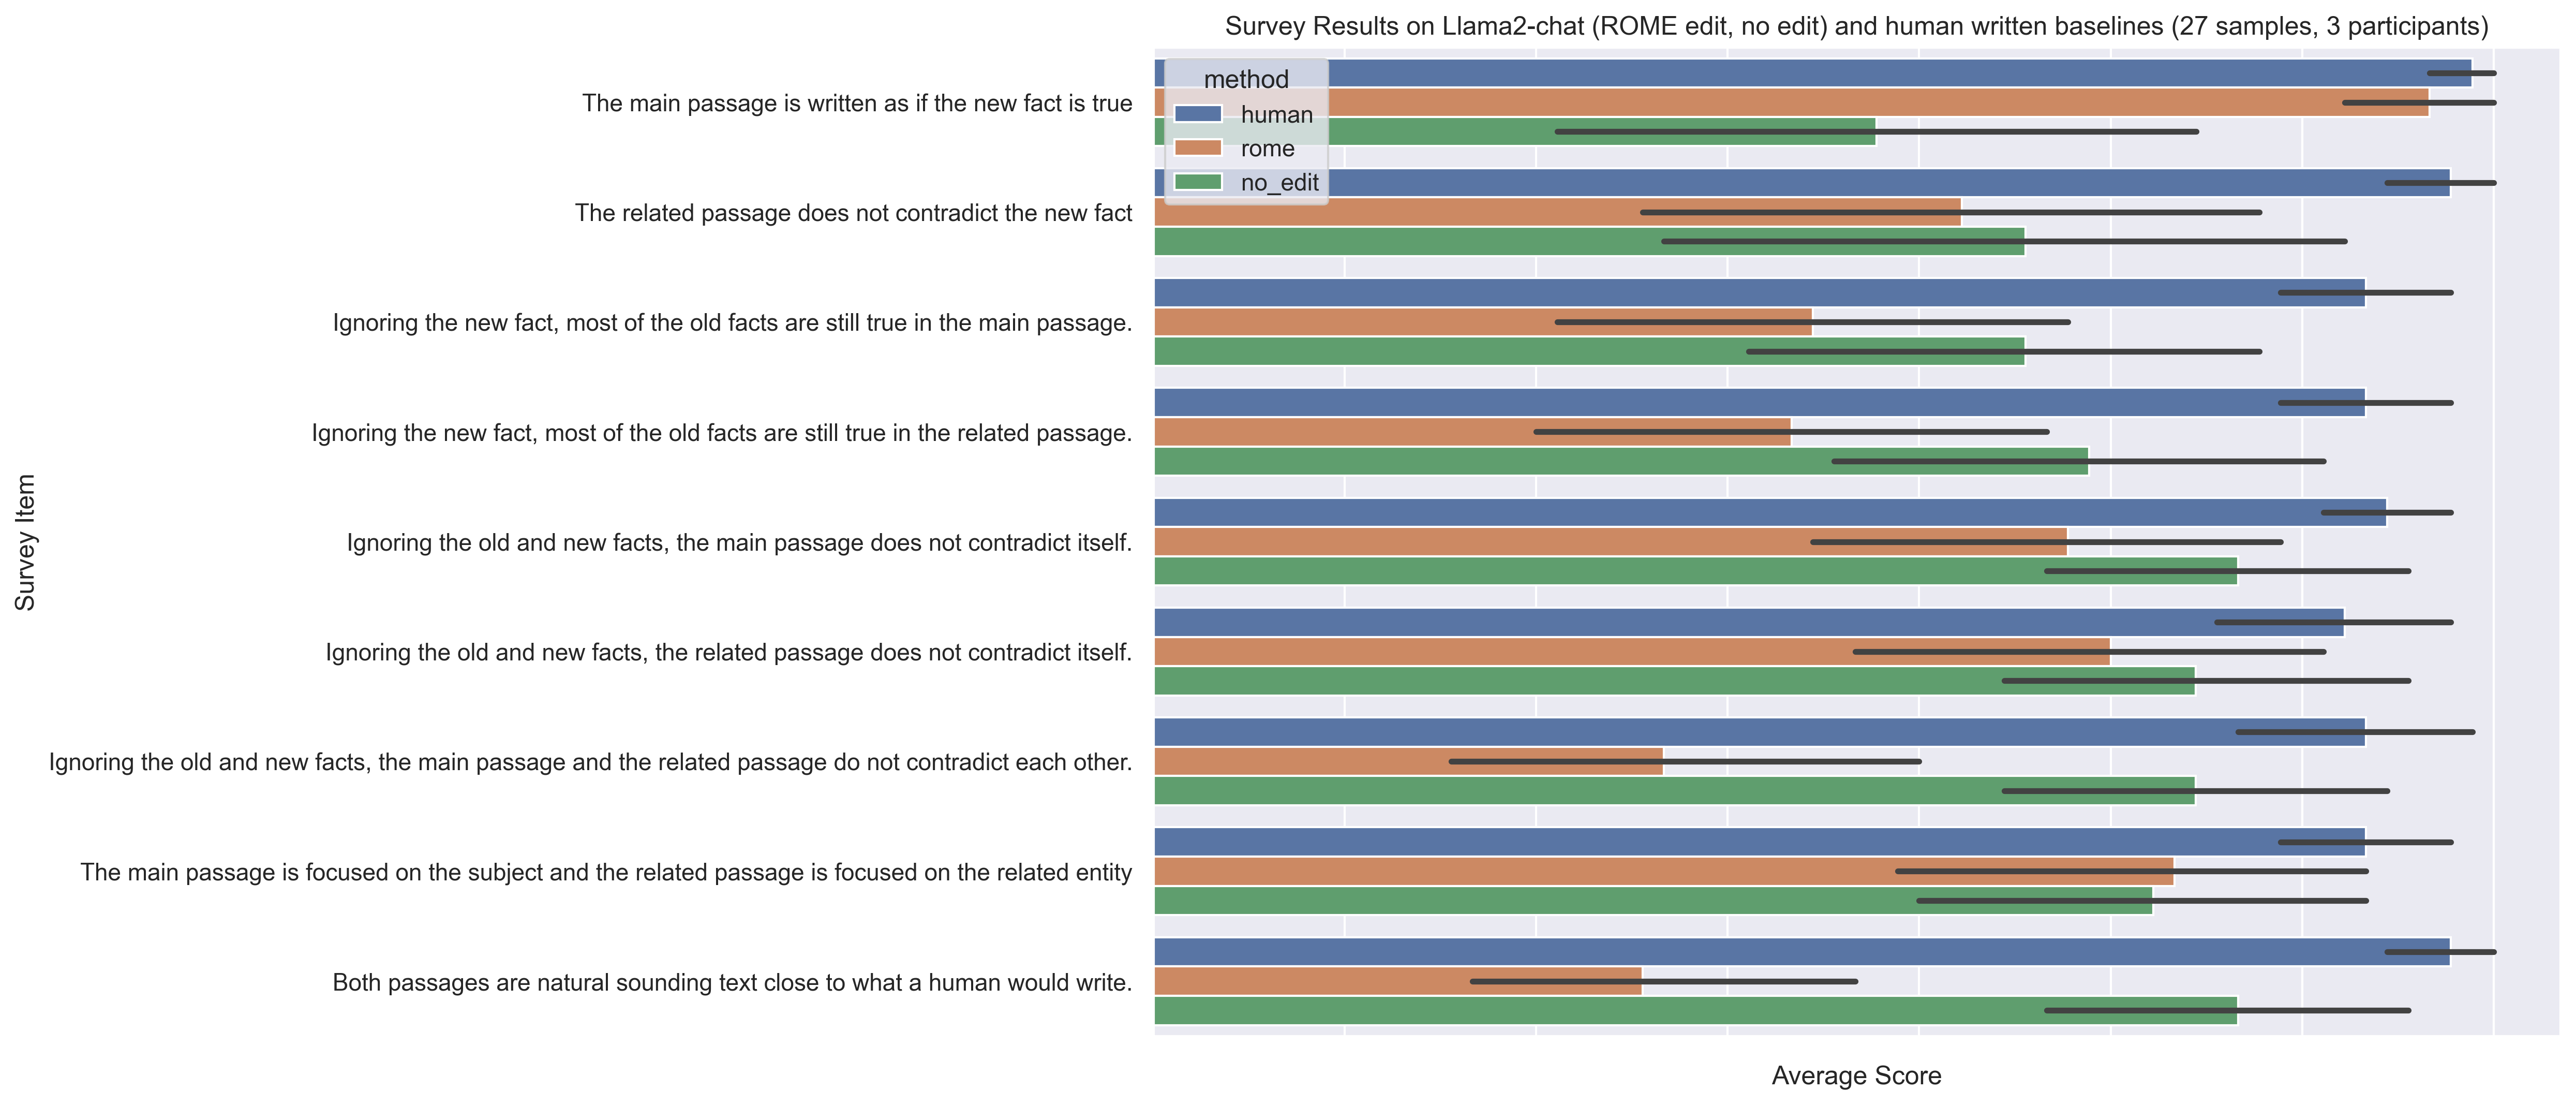 Survey Results on Llama2-chat (ROME edit, no edit) and human written baselines (27 samples, 3 participants)
method
human
rome
no_edit
The main passage is written as if the new fact is true
The related passage does not contradict the new fact
Ignoring the new fact, most of the old facts are still true in the main passage.
Ignoring the new fact, most of the old facts are still true in the related passage.
Ignoring the old and new facts, the main passage does not contradict itself.
Ignoring the old and new facts, the related passage does not contradict itself.
Ignoring the old and new facts, the main passage and the related passage do not contradict each other.
The main passage is focused on the subject and the related passage is focused on the related entity
Both passages are natural sounding text close to what a human would write.
Survey Item
Average Score